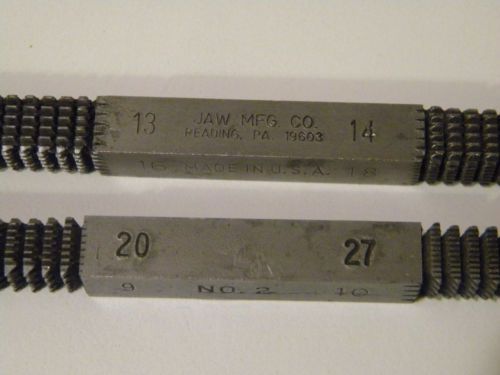 13 JAW MFG CO. 14
READING, PA. 19603
16 MADE IN U.S.A. 18
20 27
9 NO. 2 10